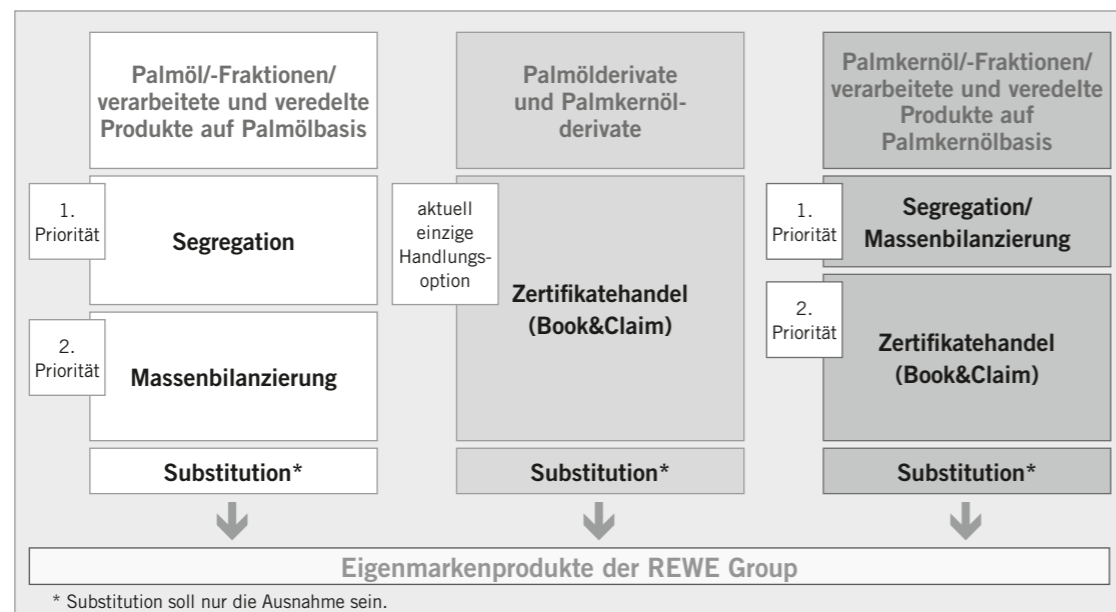 Palmöl/-Fraktionen/
verarbeitete und veredelte
Produkte auf Palmölbasis
1.
Priorität
Segregation
2.
Priorität
Massenbilanzierung
Substitution*
Palmölderivate
und Palmkernöl-
derivate
aktuell
einzige
Handlungs-
option
Zertifikatehandel
(Book&Claim)
Substitution*
Palmkernöl/-Fraktionen/
verarbeitete und veredelte
Produkte auf
Palmkernölbasis
1.
Priorität
Segregation/
Massenbilanzierung
2.
Priorität
Zertifikatehandel
(Book&Claim)
Substitution*
Eigenmarkenprodukte der REWE Group
* Substitution soll nur die Ausnahme sein.